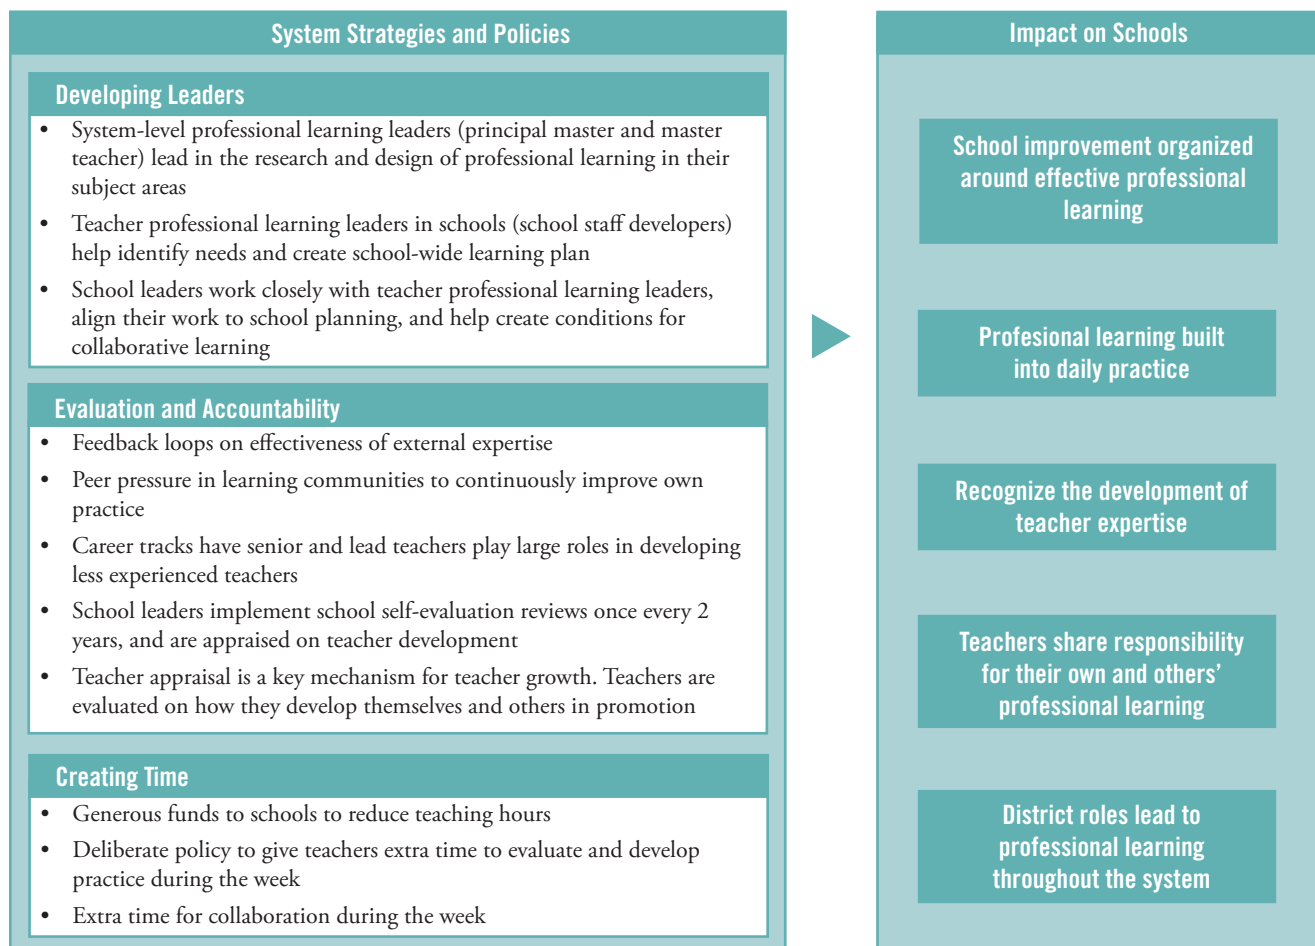 System Strategies and Policies
Developing Leaders
• System-level professional learning leaders (principal master and master
teacher) lead in the research and design of professional learning in their
subject areas
• Teacher professional learning leaders in schools (school staff developers)
help identify needs and create school-wide learning plan
• School leaders work closely with teacher professional learning leaders,
align their work to school planning, and help create conditions for
collaborative learning
Evaluation and Accountability
• Feedback loops on effectiveness of external expertise
• Peer pressure in learning communities to continuously improve own
practice
• Career tracks have senior and lead teachers play large roles in developing
less experienced teachers
• School leaders implement school self-evaluation reviews once every 2
years, and are appraised on teacher development
• Teacher appraisal is a key mechanism for teacher growth. Teachers are
evaluated on how they develop themselves and others in promotion
Creating Time
• Generous funds to schools to reduce teaching hours
• Deliberate policy to give teachers extra time to evaluate and develop
practice during the week
• Extra time for collaboration during the week
Impact on Schools
School improvement organized
around effective professional
learning
Profesional learning built
into daily practice
Recognize the development of
teacher expertise
Teachers share responsibility
for their own and others’
professional learning
District roles lead to
professional learning
throughout the system